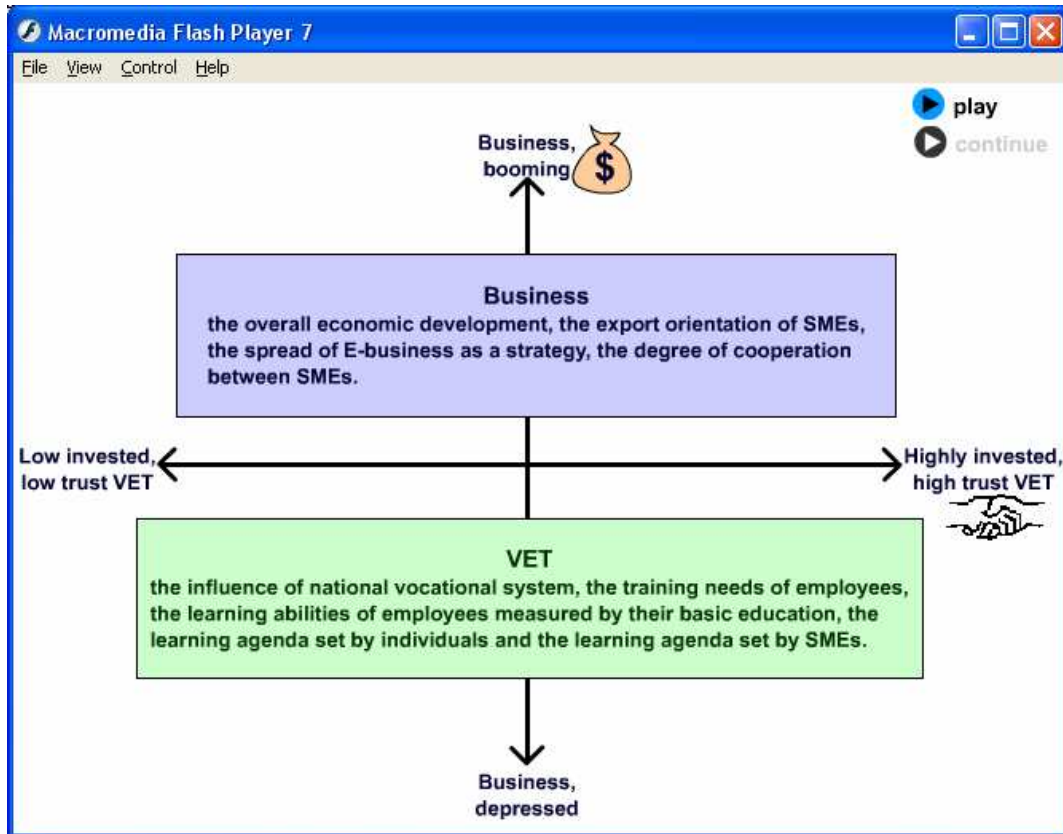 Macromedia Flash Player 7
File View Control Help
play
continue
Business,
booming
$
Business
the overall economic development, the export orientation of SMEs,
the spread of E-business as a strategy, the degree of cooperation
between SMEs.
Low invested,
low trust VET
Highly invested,
high trust VET
VET
the influence of national vocational system, the training needs of employees,
the learning abilities of employees measured by their basic education, the
learning agenda set by individuals and the learning agenda set by SMEs.
Business,
depressed